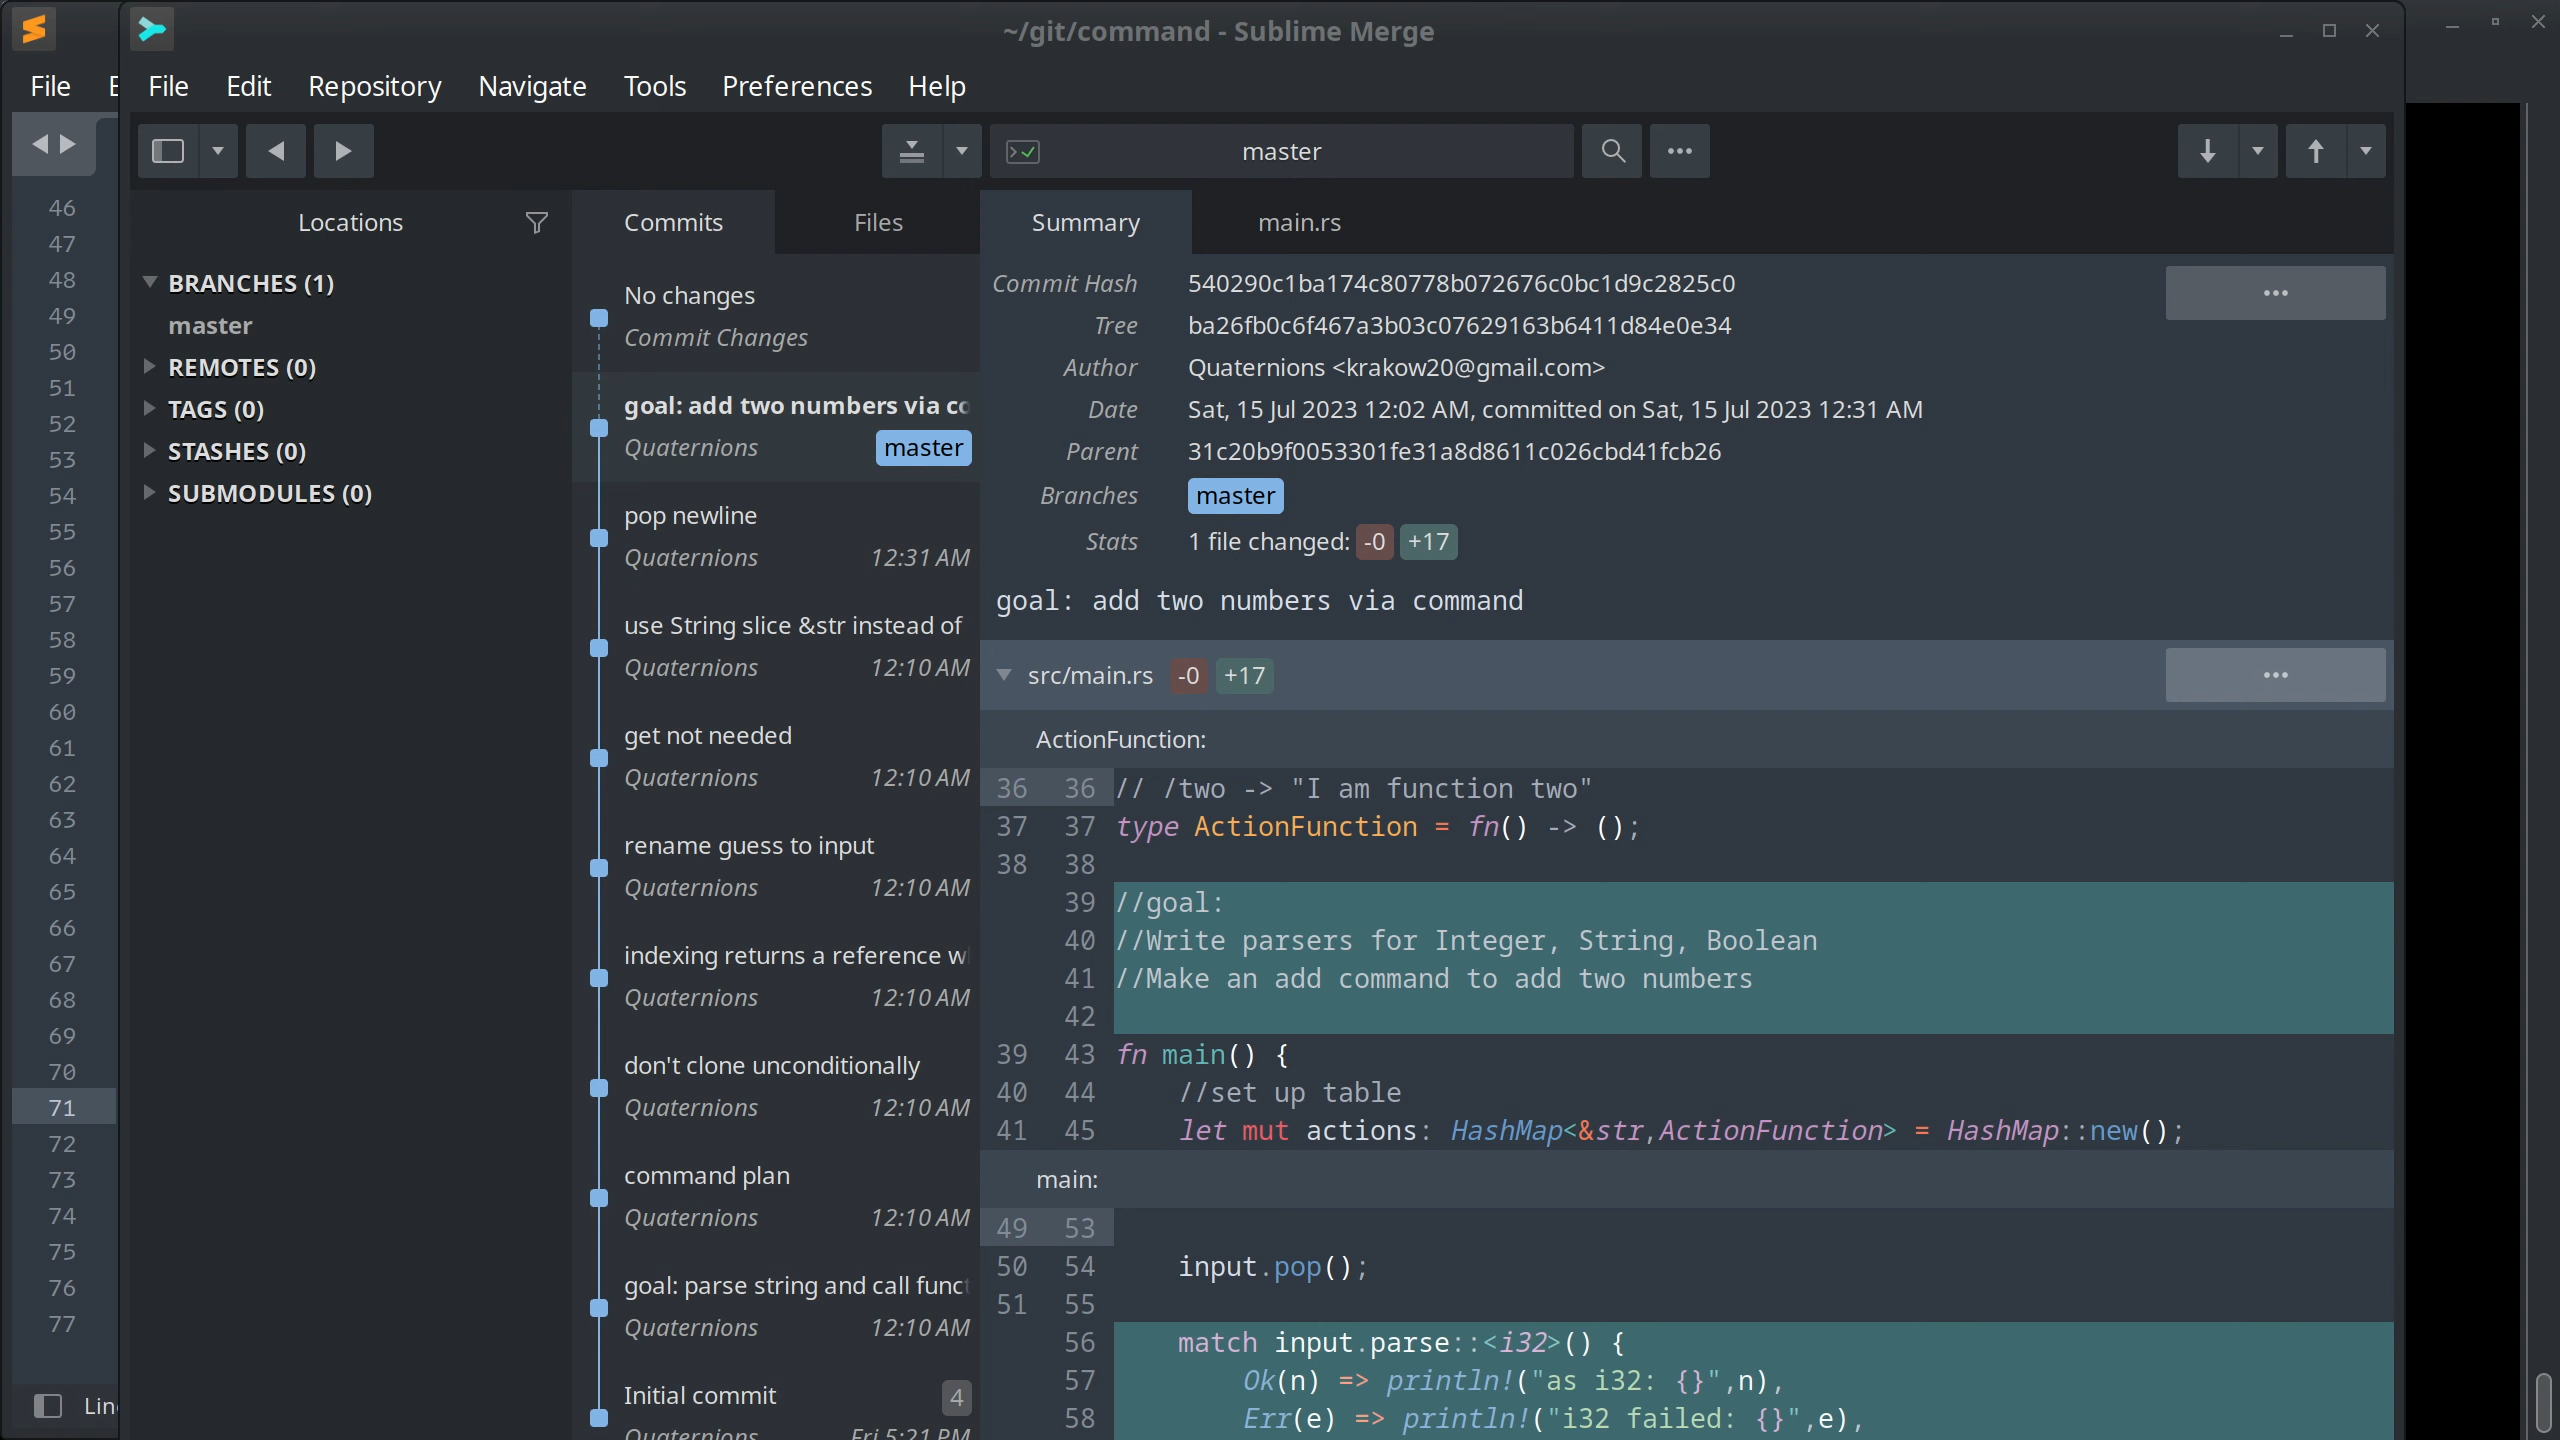 ~/git/command - Sublime Merge
File
File Edit Repository Navigate Tools Preferences Help
master
Locations
Commits Files
Summary main.rs
BRANCHES (1)
master
REMOTES (0)
TAGS (0)
STASHES (0)
SUBMODULES (0)
No changes
Commit Changes
goal: add two numbers via co
Quaternions master
pop newline
Quaternions 12:31 AM
use String slice &str instead of
Quaternions 12:10 AM
get not needed
Quaternions 12:10 AM
rename guess to input
Quaternions 12:10 AM
indexing returns a reference w
Quaternions 12:10 AM
don't clone unconditionally
Quaternions 12:10 AM
command plan
Quaternions 12:10 AM
goal: parse string and call funct
Quaternions 12:10 AM
Initial commit 4
Quaternions Fri 5:21 PM
Commit Hash 540290c1ba174c80778b072676c0bc1d9c2825c0
Tree ba26fb0c6f467a3b03c07629163b6411d84e0e34
Author Quaternions <krakow20@gmail.com>
Date Sat, 15 Jul 2023 12:02 AM, committed on Sat, 15 Jul 2023 12:31 AM
Parent 31c20b9f0053301fe31a8d8611c026cbd41fcb26
Branches master
Stats 1 file changed: -0 +17
goal: add two numbers via command
src/main.rs -0 +17
ActionFunction:
36 36 // /two -> "I am function two"
37 37 type ActionFunction = fn() -> ();
38 38
39 //goal:
40 //Write parsers for Integer, String, Boolean
41 //Make an add command to add two numbers
42
39 43 fn main() {
40 44 //set up table
41 45 let mut actions: HashMap<&str,ActionFunction> = HashMap::new();
main:
49 53
50 54 input.pop();
51 55
56 match input.parse::<i32>() {
57 Ok(n) => println!("as i32: {}",n),
58 Err(e) => println!("i32 failed: {}",e),
46
47
48
49
50
51
52
53
54
55
56
57
58
59
60
61
62
63
64
65
66
67
68
69
70
71
72
73
74
75
76
77
Lin